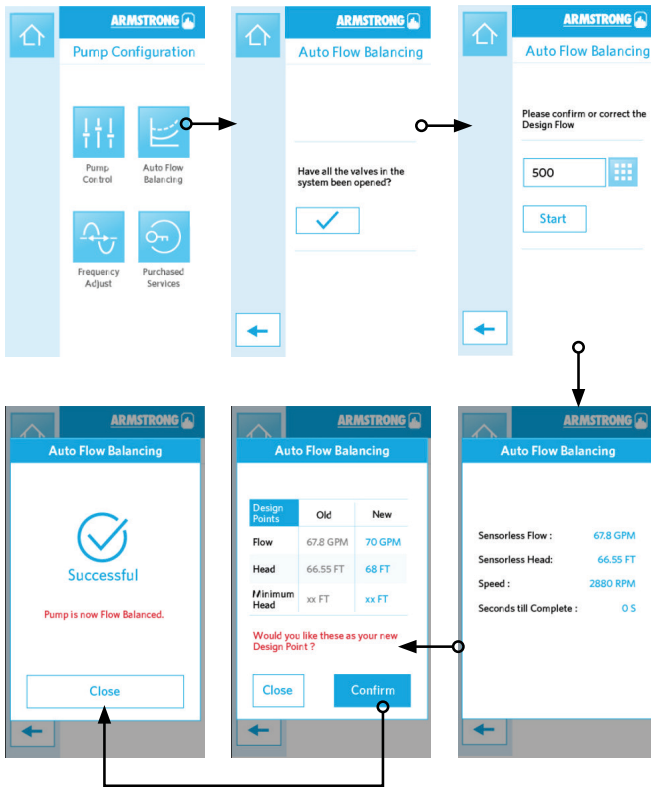 ARMSTRONG
Pump Configuration
Pump
Control
Auto Flow
Balancing
Frequency
Adjust
Purchased
Services
ARMSTRONG
Auto Flow Balancing
Have all the valves in the
system been opened?
ARMSTRONG
Auto Flow Balancing
Please confirm or correct the
Design Flow
500
Start
ARMSTRONG
Auto Flow Balancing
Successful
Pump is now Flow Balanced.
Close
ARMSTRONG
Auto Flow Balancing
Design
Points
Old
New
Flow
67.8 GPM
70 GPM
Head
66.55 FT
68 FT
Minimum
Head
xx FT
xx FT
Would you like these as your new
Design Point ?
Close
Confirm
ARMSTRONG
Auto Flow Balancing
Sensorless Flow :
67.8 GPM
Sensorless Head:
66.55 FT
Speed :
2880 RPM
Seconds till Complete :
0 S